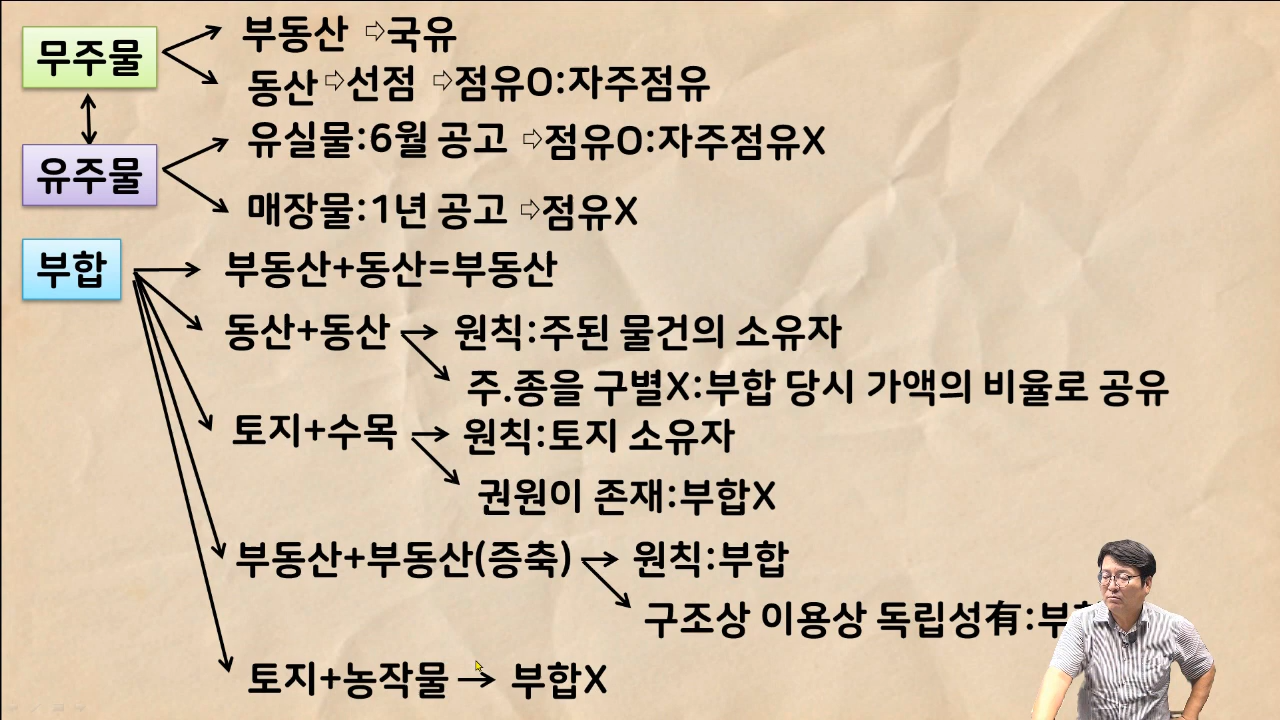 무주물
부동산 ⇨국유
동산⇨선점 ⇨점유O:자주점유
유주물
유실물:6월 공고 ⇨점유O:자주점유X
매장물:1년 공고 ⇨점유X
부합
부동산+동산=부동산
동산+동산 → 원칙:주된 물건의 소유자
주.종을 구별X:부합 당시 가액의 비율로 공유
토지+수목 → 원칙:토지 소유자
권원이 존재:부합X
부동산+부동산(증축) → 원칙:부합
구조상 이용상 독립성有:부
토지+농작물 → 부합X